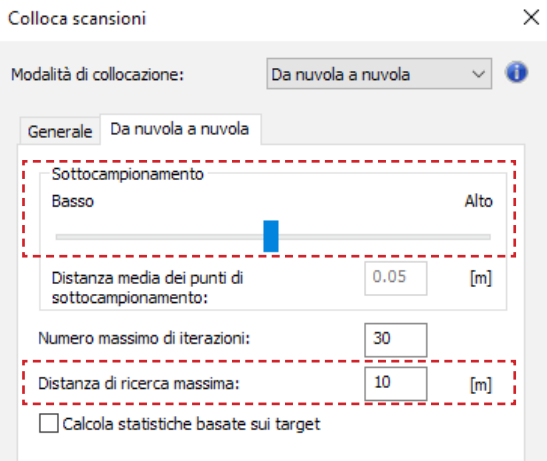 Colloca scansioni
Modalità di collocazione:
Da nuvola a nuvola
Generale
Da nuvola a nuvola
Sottocampionamento
Basso
Alto
Distanza media dei punti di
sottocampionamento:
0.05
[m]
Numero massimo di iterazioni:
30
Distanza di ricerca massima:
10
[m]
Calcola statistiche basate sui target